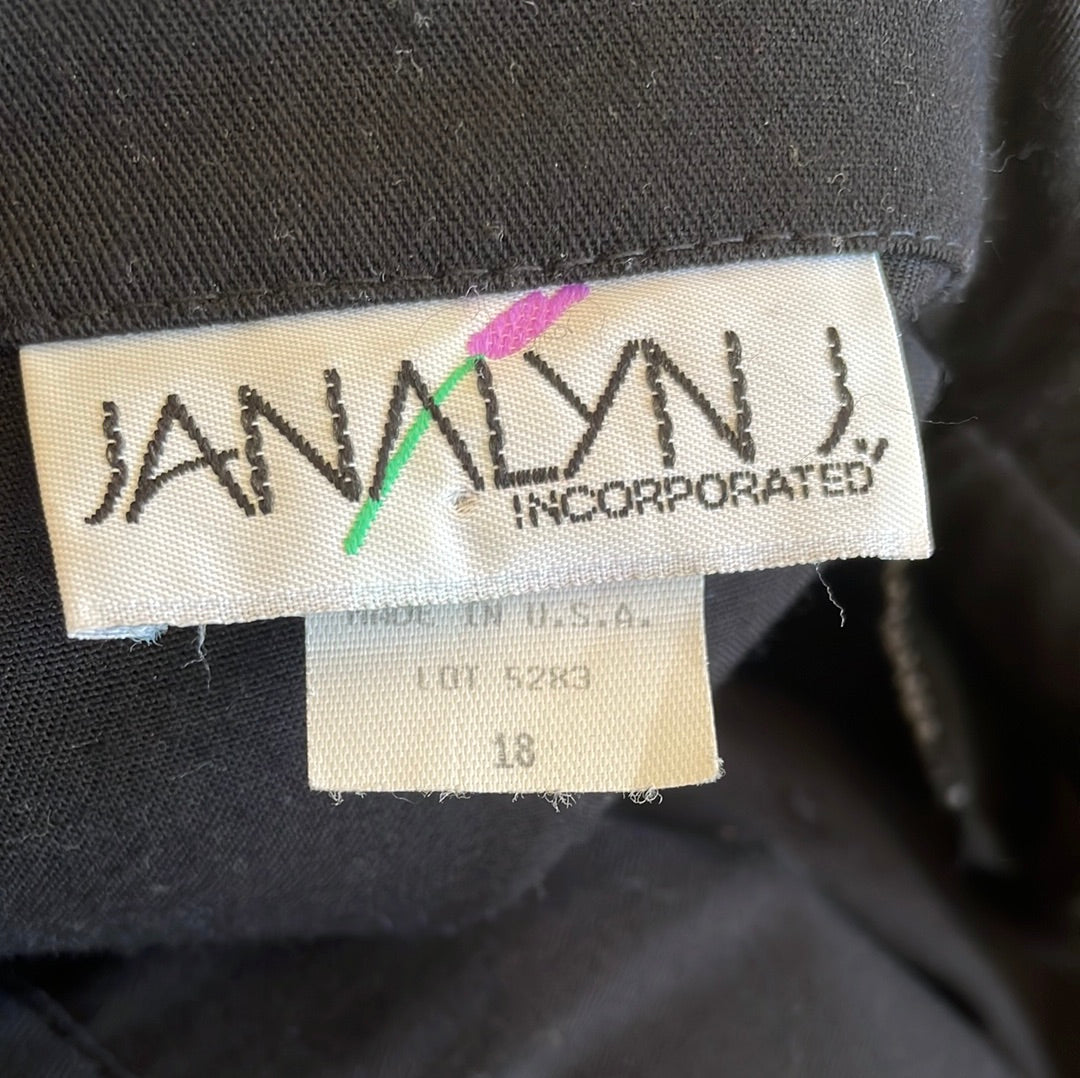 JANALYN J.,,
INCORPORATED
MADE IN U.S.A.
LOT 5283
18